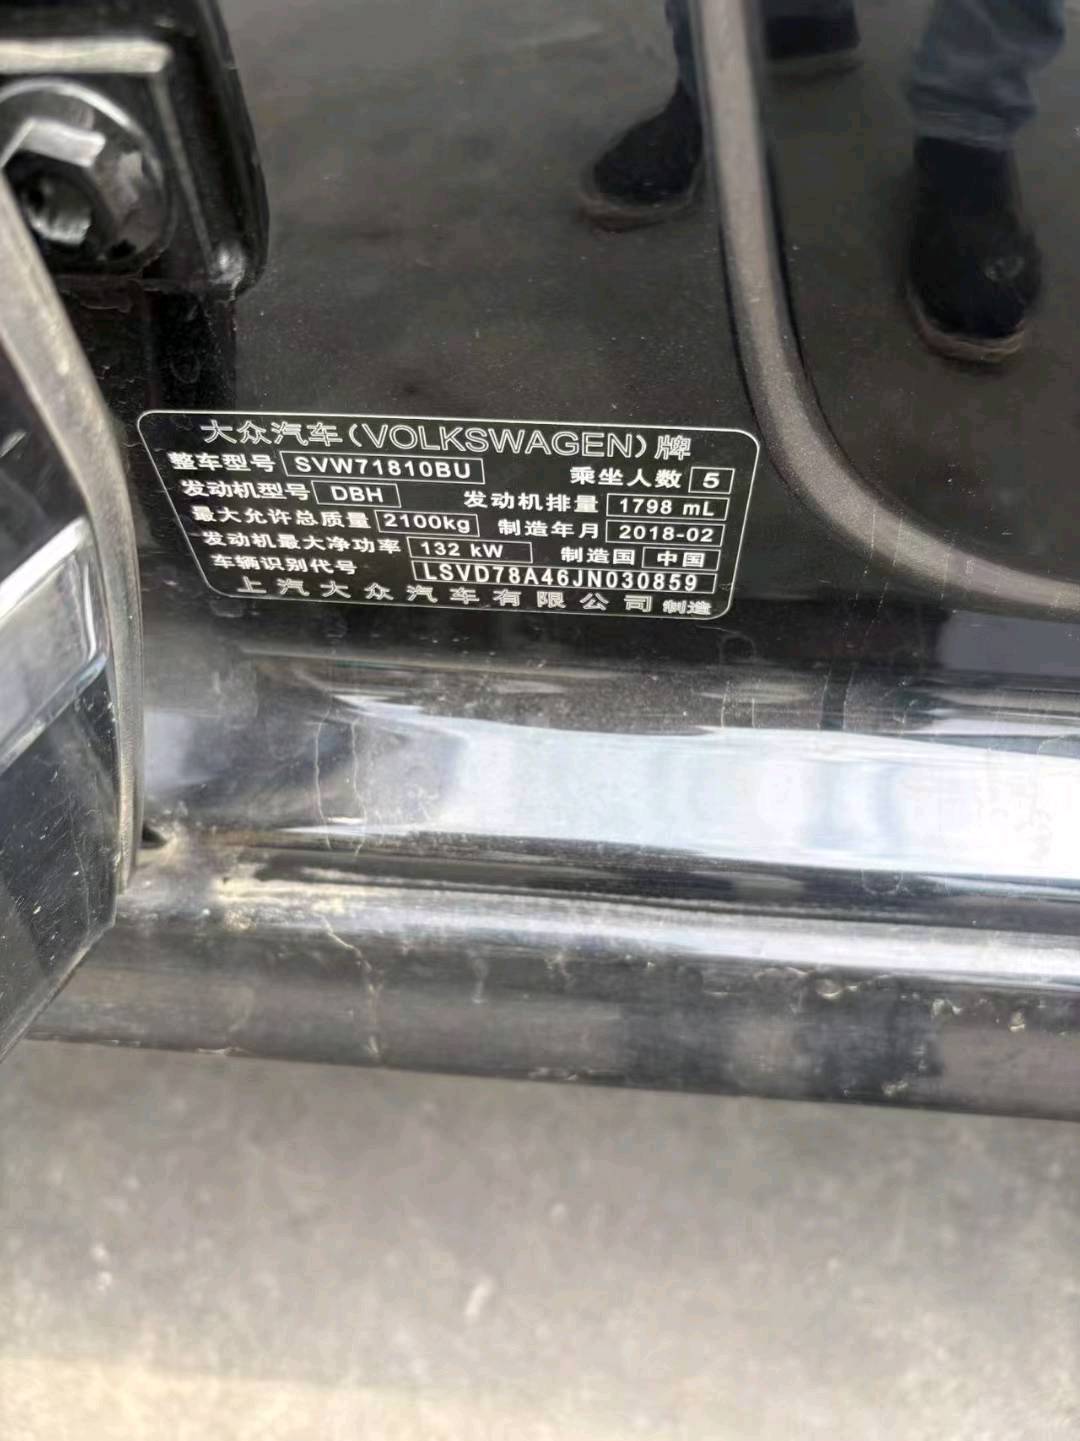 大众汽车(VOLKSWAGEN)牌
整车型号 SVW71810BU 乘坐人数 5
发动机型号 DBH 发动机排量 1798 mL
最大允许总质量 2100kg 制造年月 2018-02
发动机最大净功率 132 kW 制造国 中国
车辆识别代号 LSVD78A46JN030859
上汽大众汽车有限公司 制造